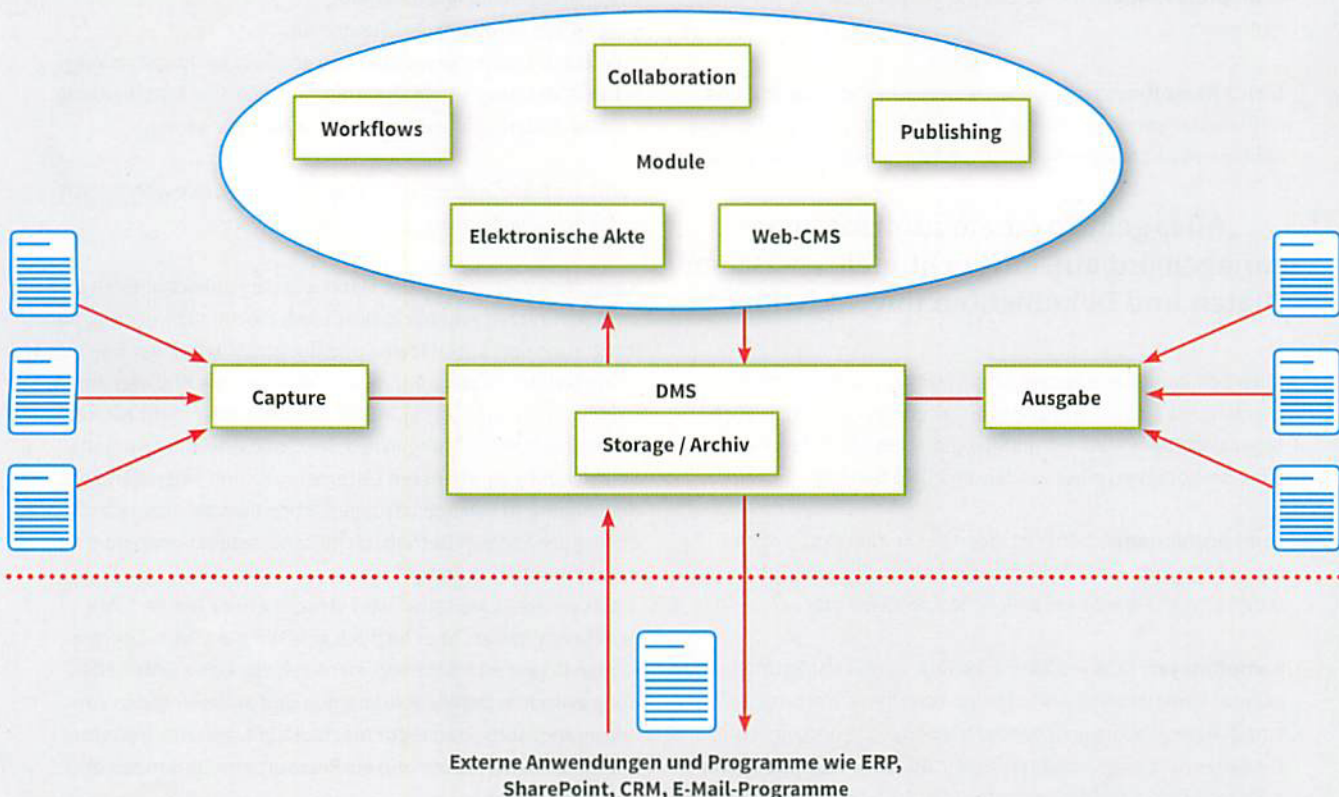 Collaboration
Workflows
Publishing
Module
Elektronische Akte
Web-CMS
Capture
DMS
Ausgabe
Storage / Archiv
Externe Anwendungen und Programme wie ERP,
SharePoint, CRM, E-Mail-Programme